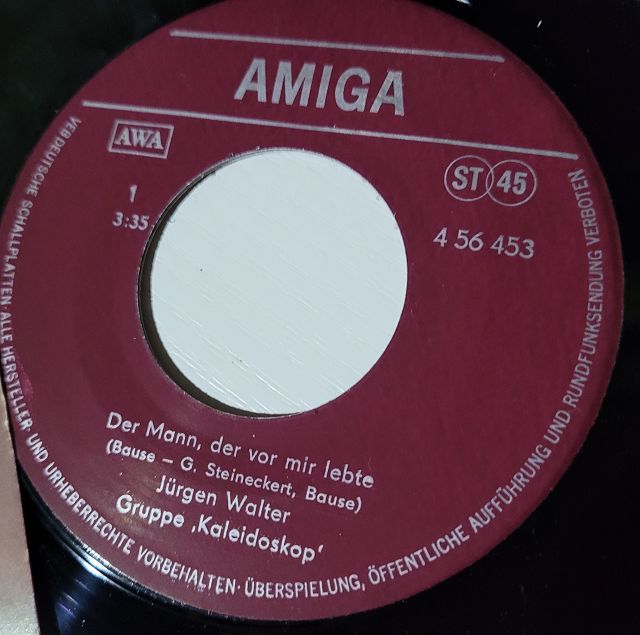 AMIGA
AWA
ST 45
1
3:35
4 56 453
Der Mann, der vor mir lebte
(Bause – G. Steineckert, Bause)
Jürgen Walter
Gruppe ‚Kaleidoskop‘
VEB DEUTSCHE SCHALLPLATTEN · ALLE HERSTELLER- UND URHEBERRECHTE VORBEHALTEN · ÜBERSPIELUNG, ÖFFENTLICHE AUFFÜHRUNG UND RUNDFUNKSENDUNG VERBOTEN